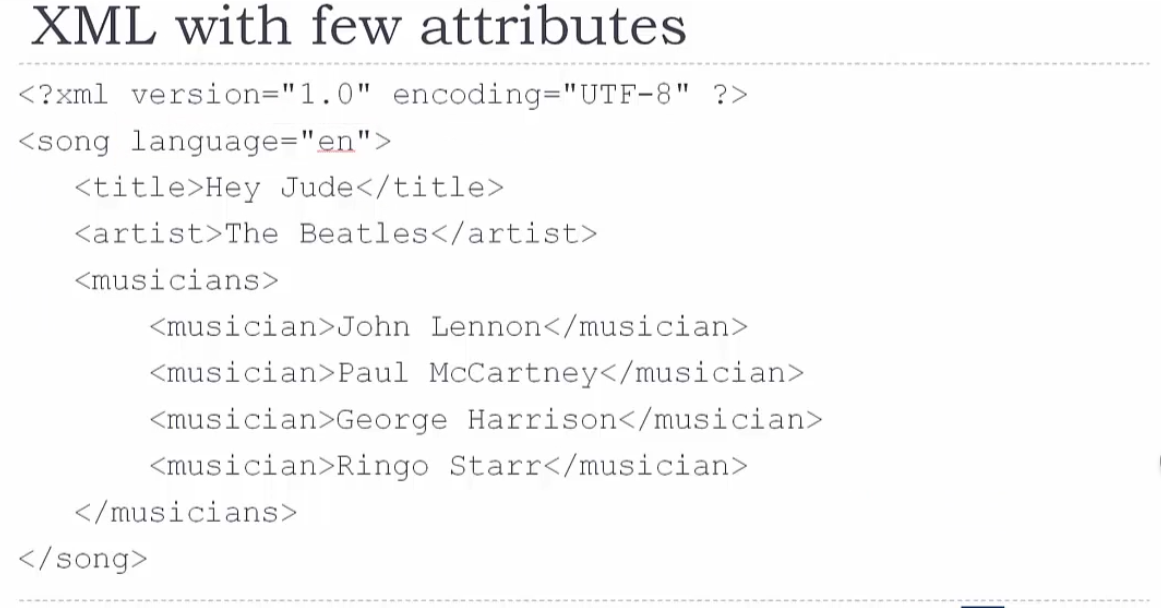 XML with few attributes
<?xml version="1.0" encoding="UTF-8" ?>
<song language="en">
<title>Hey Jude</title>
<artist>The Beatles</artist>
<musicians>
<musician>John Lennon</musician>
<musician>Paul McCartney</musician>
<musician>George Harrison</musician>
<musician>Ringo Starr</musician>
</musicians>
</song>